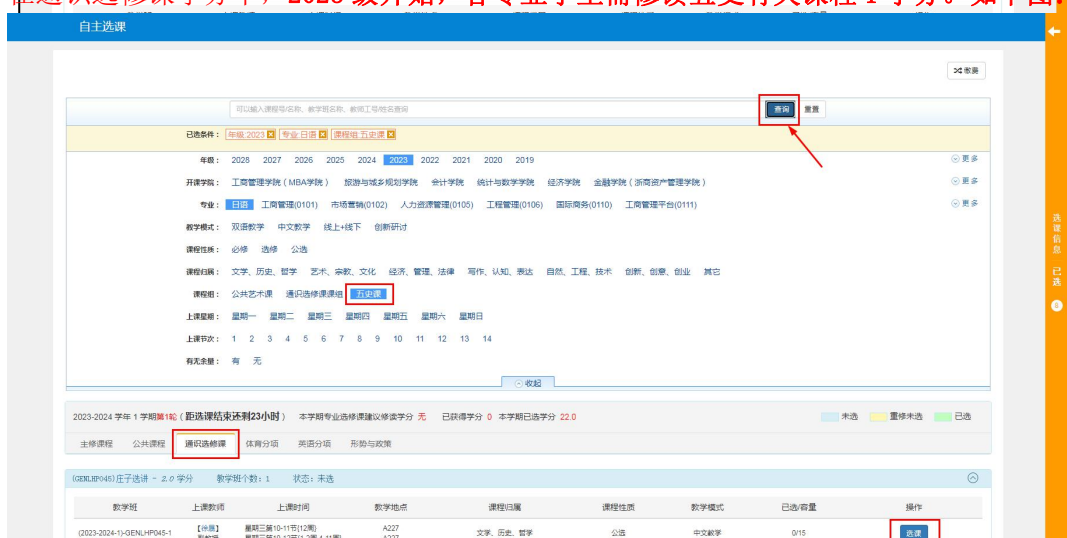 自主选课
散赛
可以输入课程号/名称、教学班名称、教师工号/姓名查询
查询 重置
已选条件： 年级 2023 专业 日语 课程组 五史课
年级： 2028 2027 2026 2025 2024 2023 2022 2021 2020 2019 更多
开课学院： 工商管理学院（MBA学院） 旅游与城乡规划学院 会计学院 统计与数学学院 经济学院 金融学院（浙商资产管理学院） 更多
专业： 日语 工商管理(0101) 市场营销(0102) 人力资源管理(0105) 工程管理(0106) 国际商务(0110) 工商管理平台(0111) 更多
教学模式： 双语教学 中文教学 线上+线下 创新研讨
课程性质： 必修 选修 公选
课程归属： 文学、历史、哲学 艺术、宗教、文化 经济、管理、法律 写作、认知、表达 自然、工程、技术 创新、创意、创业 其它
课程组： 公共艺术课 通识选修课课组 五史课
上课星期： 星期一 星期二 星期三 星期四 星期五 星期六 星期日
上课节次： 1 2 3 4 5 6 7 8 9 10 11 12 13 14
有无余量： 有 无
收起
选课信息 已选 8
2023-2024 学年 1 学期第1轮（距选课结束还剩23小时） 本学期专业选修课建议修读学分 无 已获得学分 0 本学期已选学分 22.0 未选 重修未选 已选
主修课程 公共课程 通识选修课 体育分项 英语分项 形势与政策
(GENLHP045)庄子选讲 - 2.0 学分 教学班个数：1 状态：未选
教学班 上课教师 上课时间 教学地点 课程归属 课程性质 教学模式 已选/容量 操作
(2023-2024-1)-GENLHP045-1 星期三第10-11节{12周} A227 文学、历史、哲学 公选 中文教学 0/15 选课